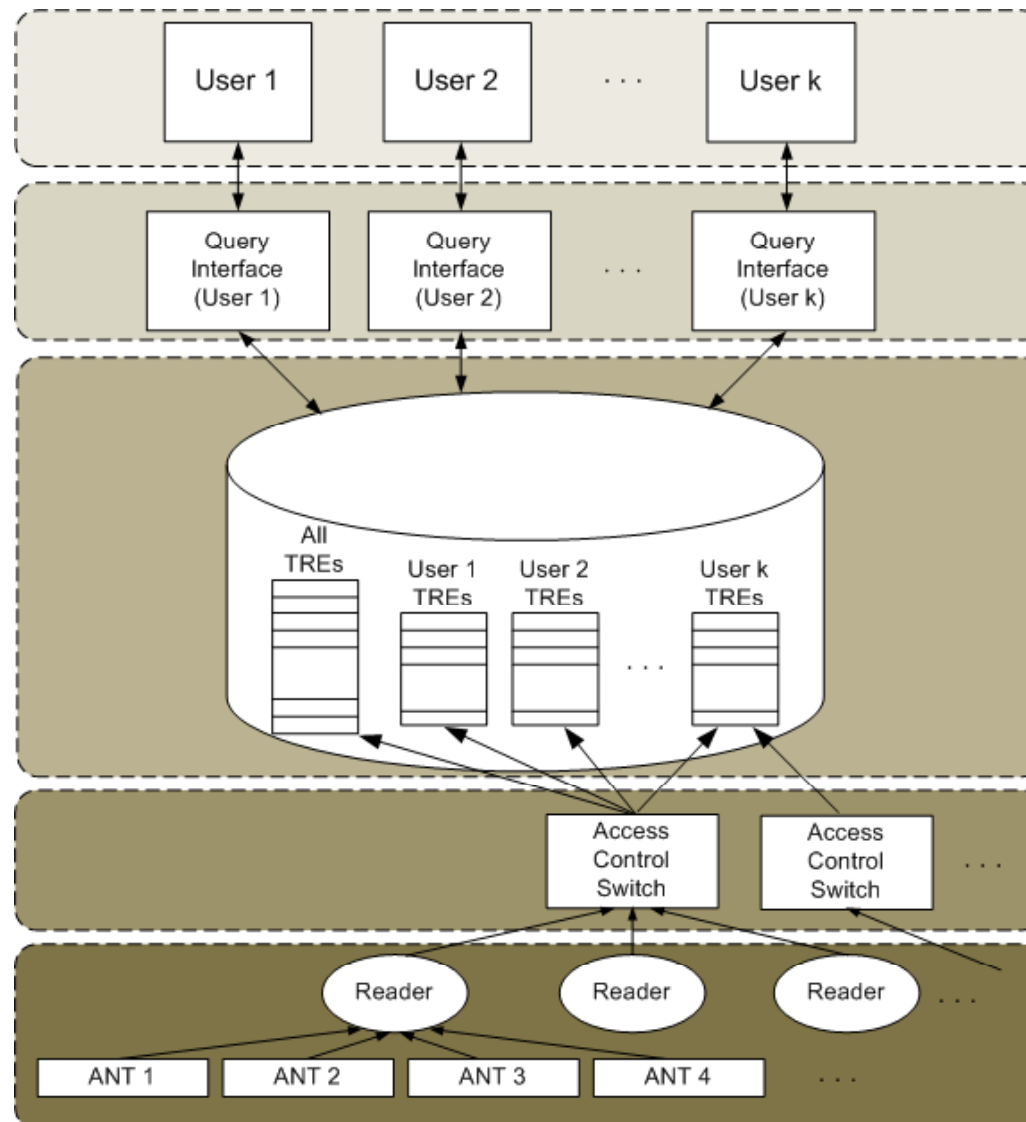 User 1
User 2
. . .
User k
Query
Interface
(User 1)
Query
Interface
(User 2)
. . .
Query
Interface
(User k)
All
TREs
User 1
TREs
User 2
TREs
. . .
User k
TREs
Access
Control
Switch
Access
Control
Switch
. . .
Reader
Reader
Reader
. . .
ANT 1
ANT 2
ANT 3
ANT 4
. . .